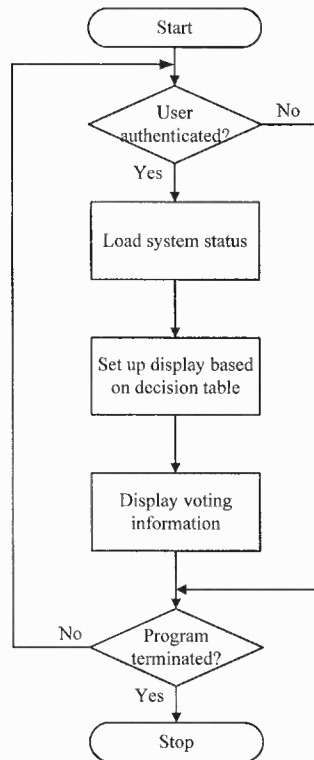 Start
User
authenticated?
No
Yes
Load system status
Set up display based
on decision table
Display voting
information
No
Program
terminated?
Yes
Stop